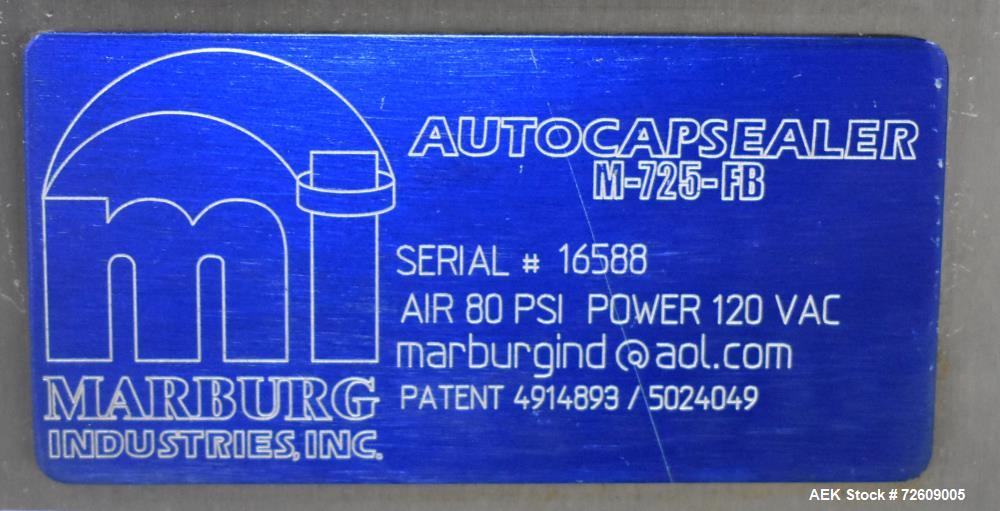 mi
AUTOCAPSEALER
M-725-FB
SERIAL # 16588
AIR 80 PSI POWER 120 VAC
marburgind@aol.com
PATENT 4914893 / 5024049
MARBURG
INDUSTRIES, INC.
AEK Stock # 72609005